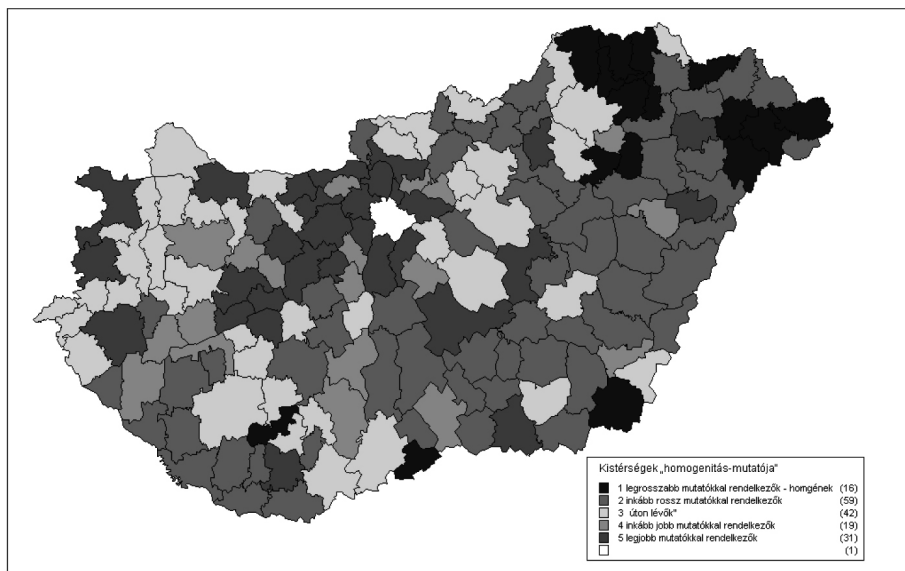 Kistérségek „homogenitás-mutatója"
1 legrosszabb mutatókkal rendelkezők - homgének (16)
2 inkább rossz mutatókkal rendelkezők (59)
3 úton lévők" (42)
4 inkább jobb mutatókkal rendelkezők (19)
5 legjobb mutatókkal rendelkezők (31)
(1)